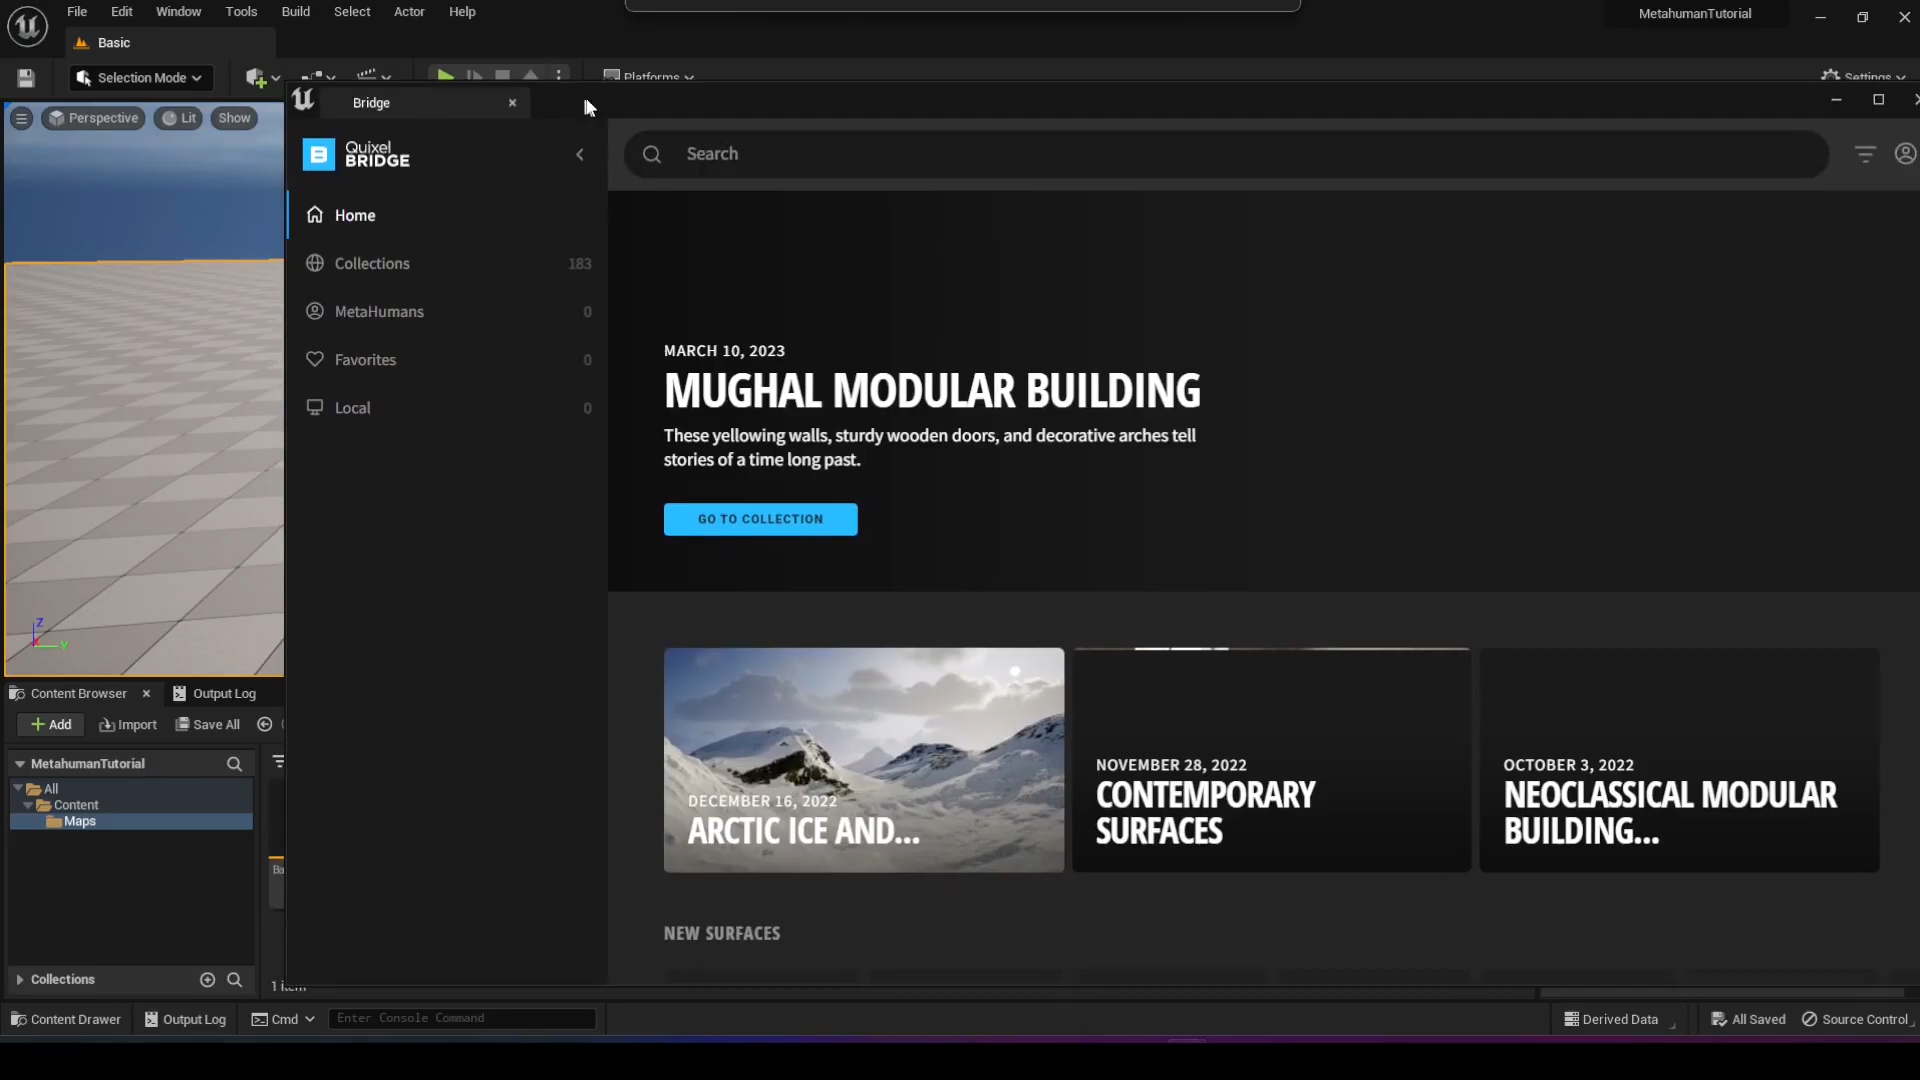 File Edit Window Tools Build Select Actor Help
MetahumanTutorial
Basic
Selection Mode
Platforms
Settings
Bridge
Perspective Lit Show
Quixel
BRIDGE
Search
Home
Collections 183
MetaHumans 0
Favorites 0
Local 0
MARCH 10, 2023
MUGHAL MODULAR BUILDING
These yellowing walls, sturdy wooden doors, and decorative arches tell
stories of a time long past.
GO TO COLLECTION
Z
Y
DECEMBER 16, 2022
ARCTIC ICE AND...
NOVEMBER 28, 2022
CONTEMPORARY
SURFACES
OCTOBER 3, 2022
NEOCLASSICAL MODULAR
BUILDING...
NEW SURFACES
Content Browser Output Log
Add Import Save All
MetahumanTutorial
All
Content
Maps
Ba
Collections
1 item
Content Drawer Output Log Cmd Enter Console Command
Derived Data All Saved Source Control